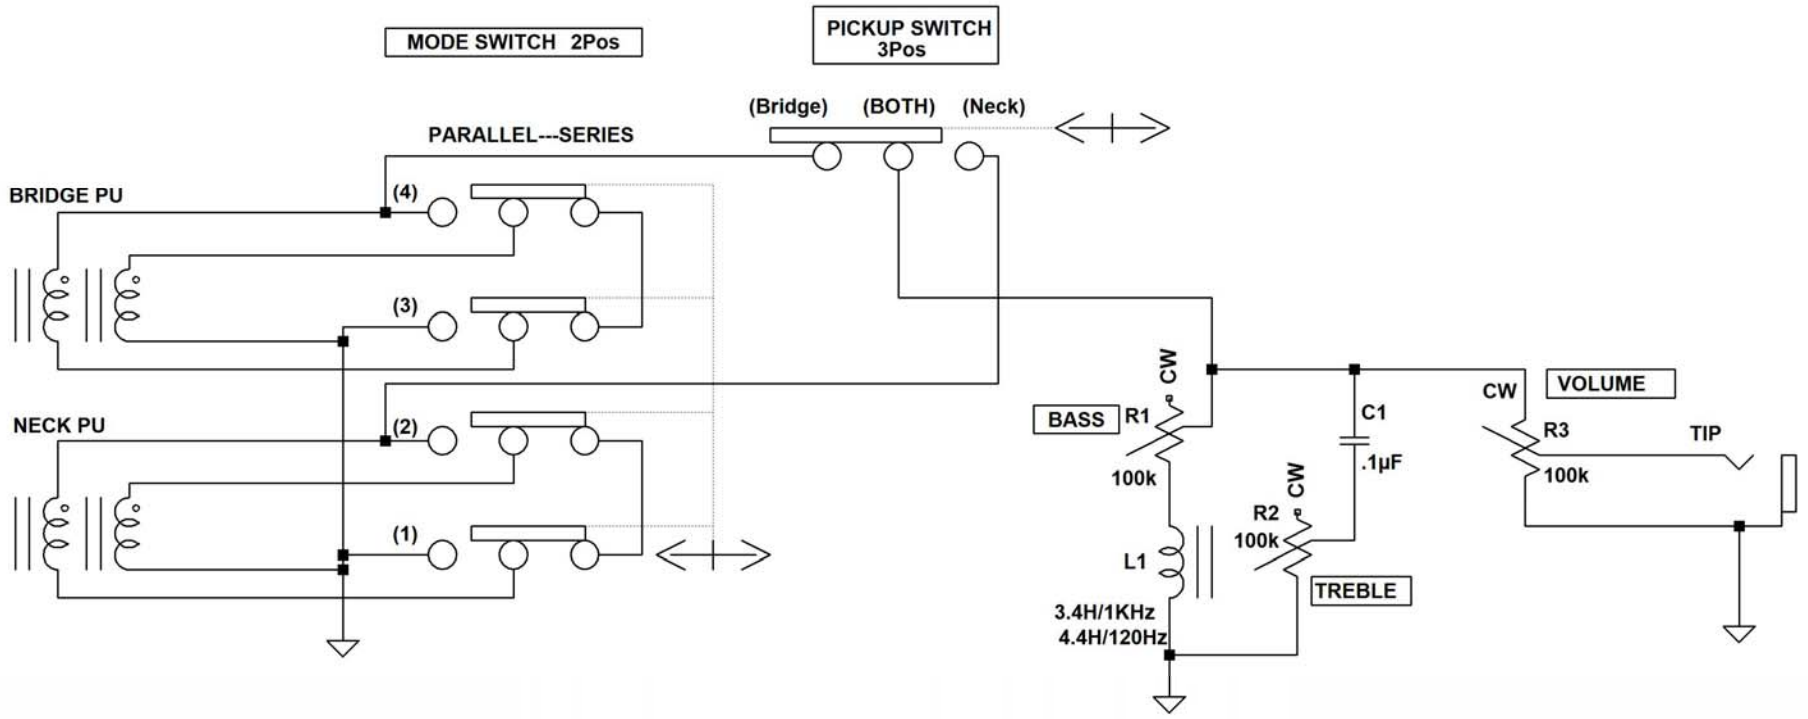 MODE SWITCH 2Pos
PICKUP SWITCH
3Pos
(Bridge) (BOTH) (Neck)
PARALLEL---SERIES
BRIDGE PU
(4)
(3)
NECK PU
(2)
(1)
BASS
CW
R1
100k
L1
3.4H/1KHz
4.4H/120Hz
CW
R2
100k
TREBLE
C1
.1µF
CW
VOLUME
R3
100k
TIP